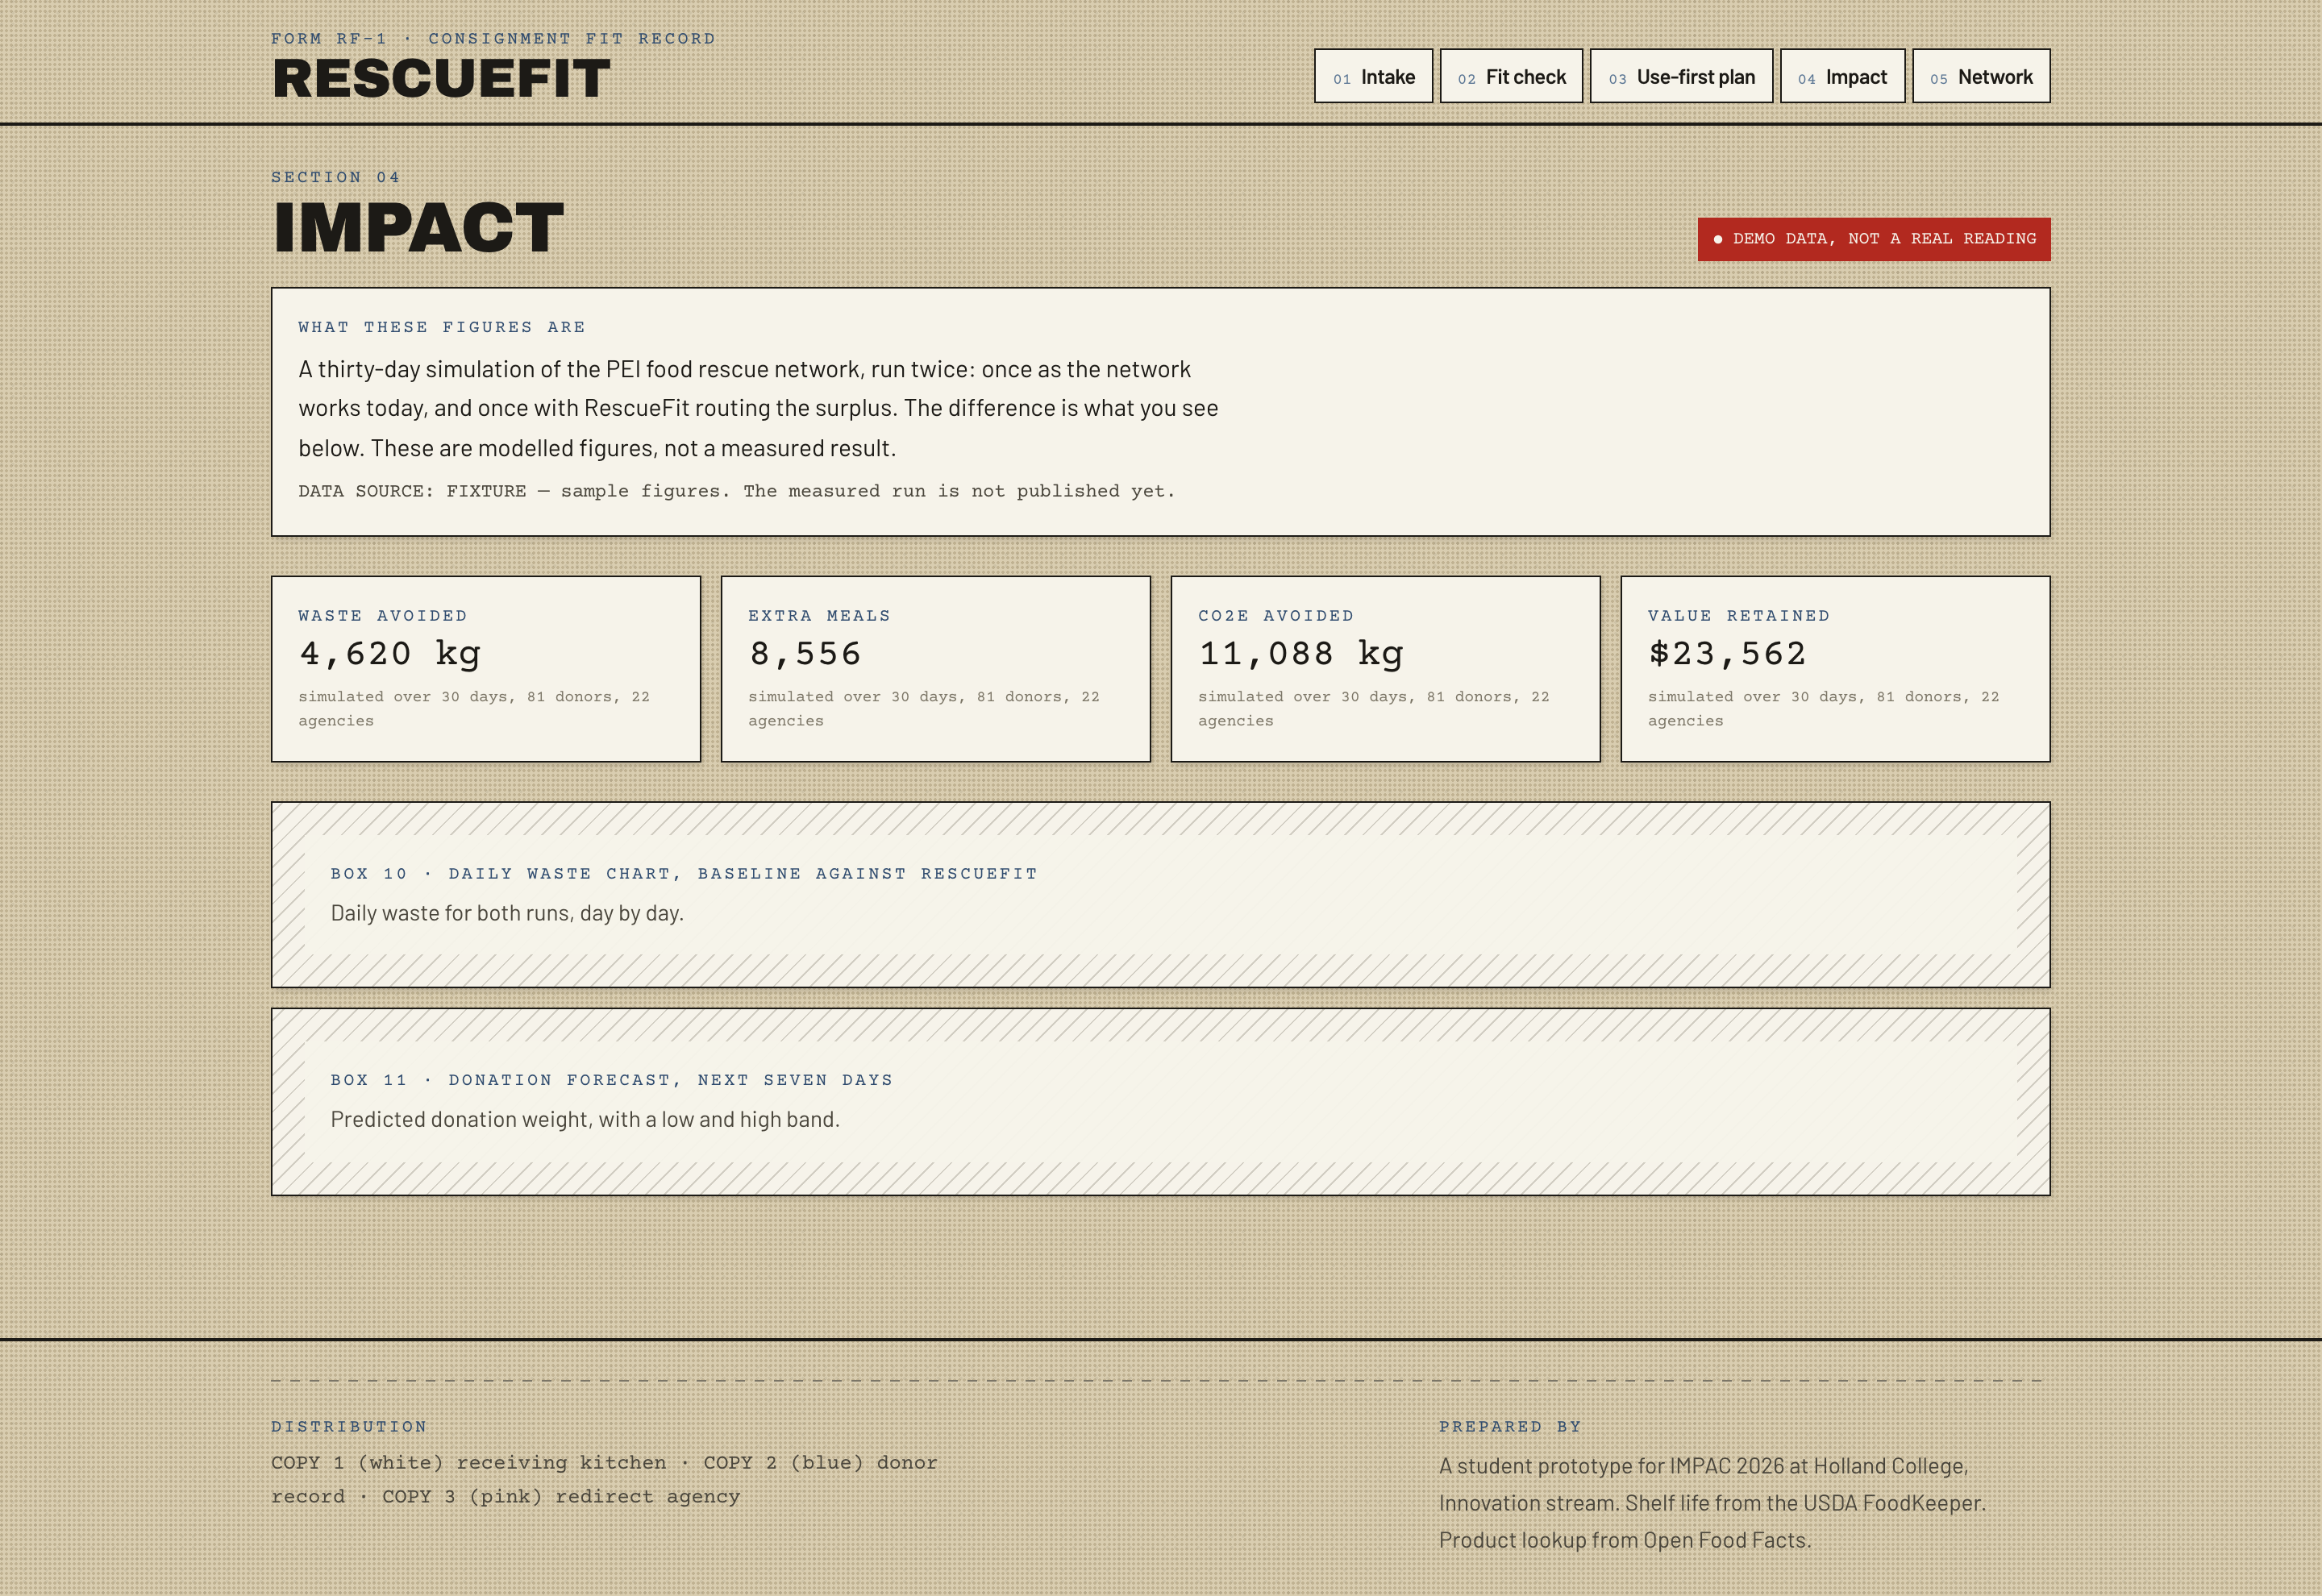 FORM RF-1 · CONSIGNMENT FIT RECORD
RESCUEFIT
01 Intake
02 Fit check
03 Use-first plan
04 Impact
05 Network
SECTION 04
IMPACT
DEMO DATA, NOT A REAL READING
WHAT THESE FIGURES ARE
A thirty-day simulation of the PEI food rescue network, run twice: once as the network
works today, and once with RescueFit routing the surplus. The difference is what you see
below. These are modelled figures, not a measured result.
DATA SOURCE: FIXTURE — sample figures. The measured run is not published yet.
WASTE AVOIDED
4,620 kg
simulated over 30 days, 81 donors, 22
agencies
EXTRA MEALS
8,556
simulated over 30 days, 81 donors, 22
agencies
CO2E AVOIDED
11,088 kg
simulated over 30 days, 81 donors, 22
agencies
VALUE RETAINED
$23,562
simulated over 30 days, 81 donors, 22
agencies
BOX 10 · DAILY WASTE CHART, BASELINE AGAINST RESCUEFIT
Daily waste for both runs, day by day.
BOX 11 · DONATION FORECAST, NEXT SEVEN DAYS
Predicted donation weight, with a low and high band.
DISTRIBUTION
COPY 1 (white) receiving kitchen · COPY 2 (blue) donor
record · COPY 3 (pink) redirect agency
PREPARED BY
A student prototype for IMPAC 2026 at Holland College,
Innovation stream. Shelf life from the USDA FoodKeeper.
Product lookup from Open Food Facts.